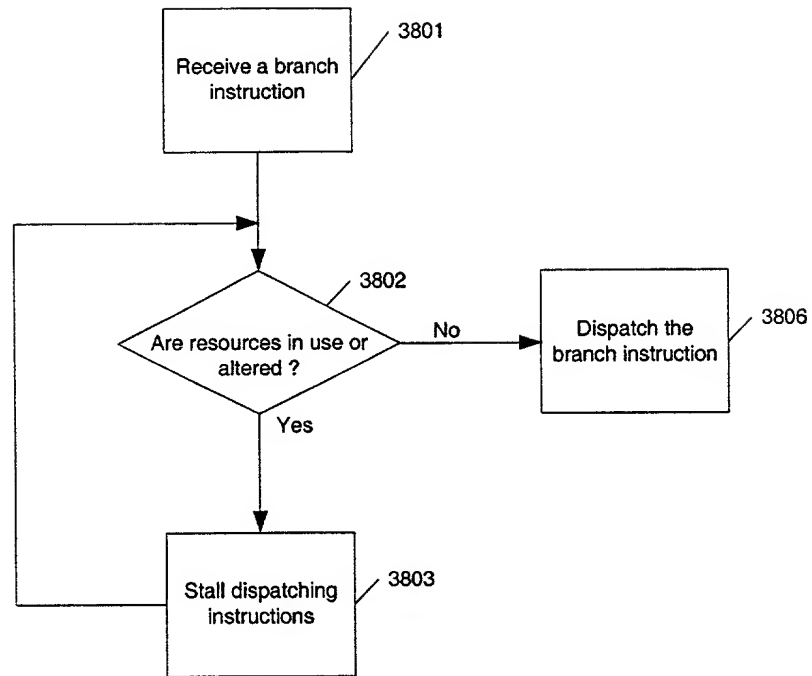 3801
Receive a branch
instruction
3802
Are resources in use or
altered ?
No
Dispatch the
branch instruction
3806
Yes
Stall dispatching
instructions
3803